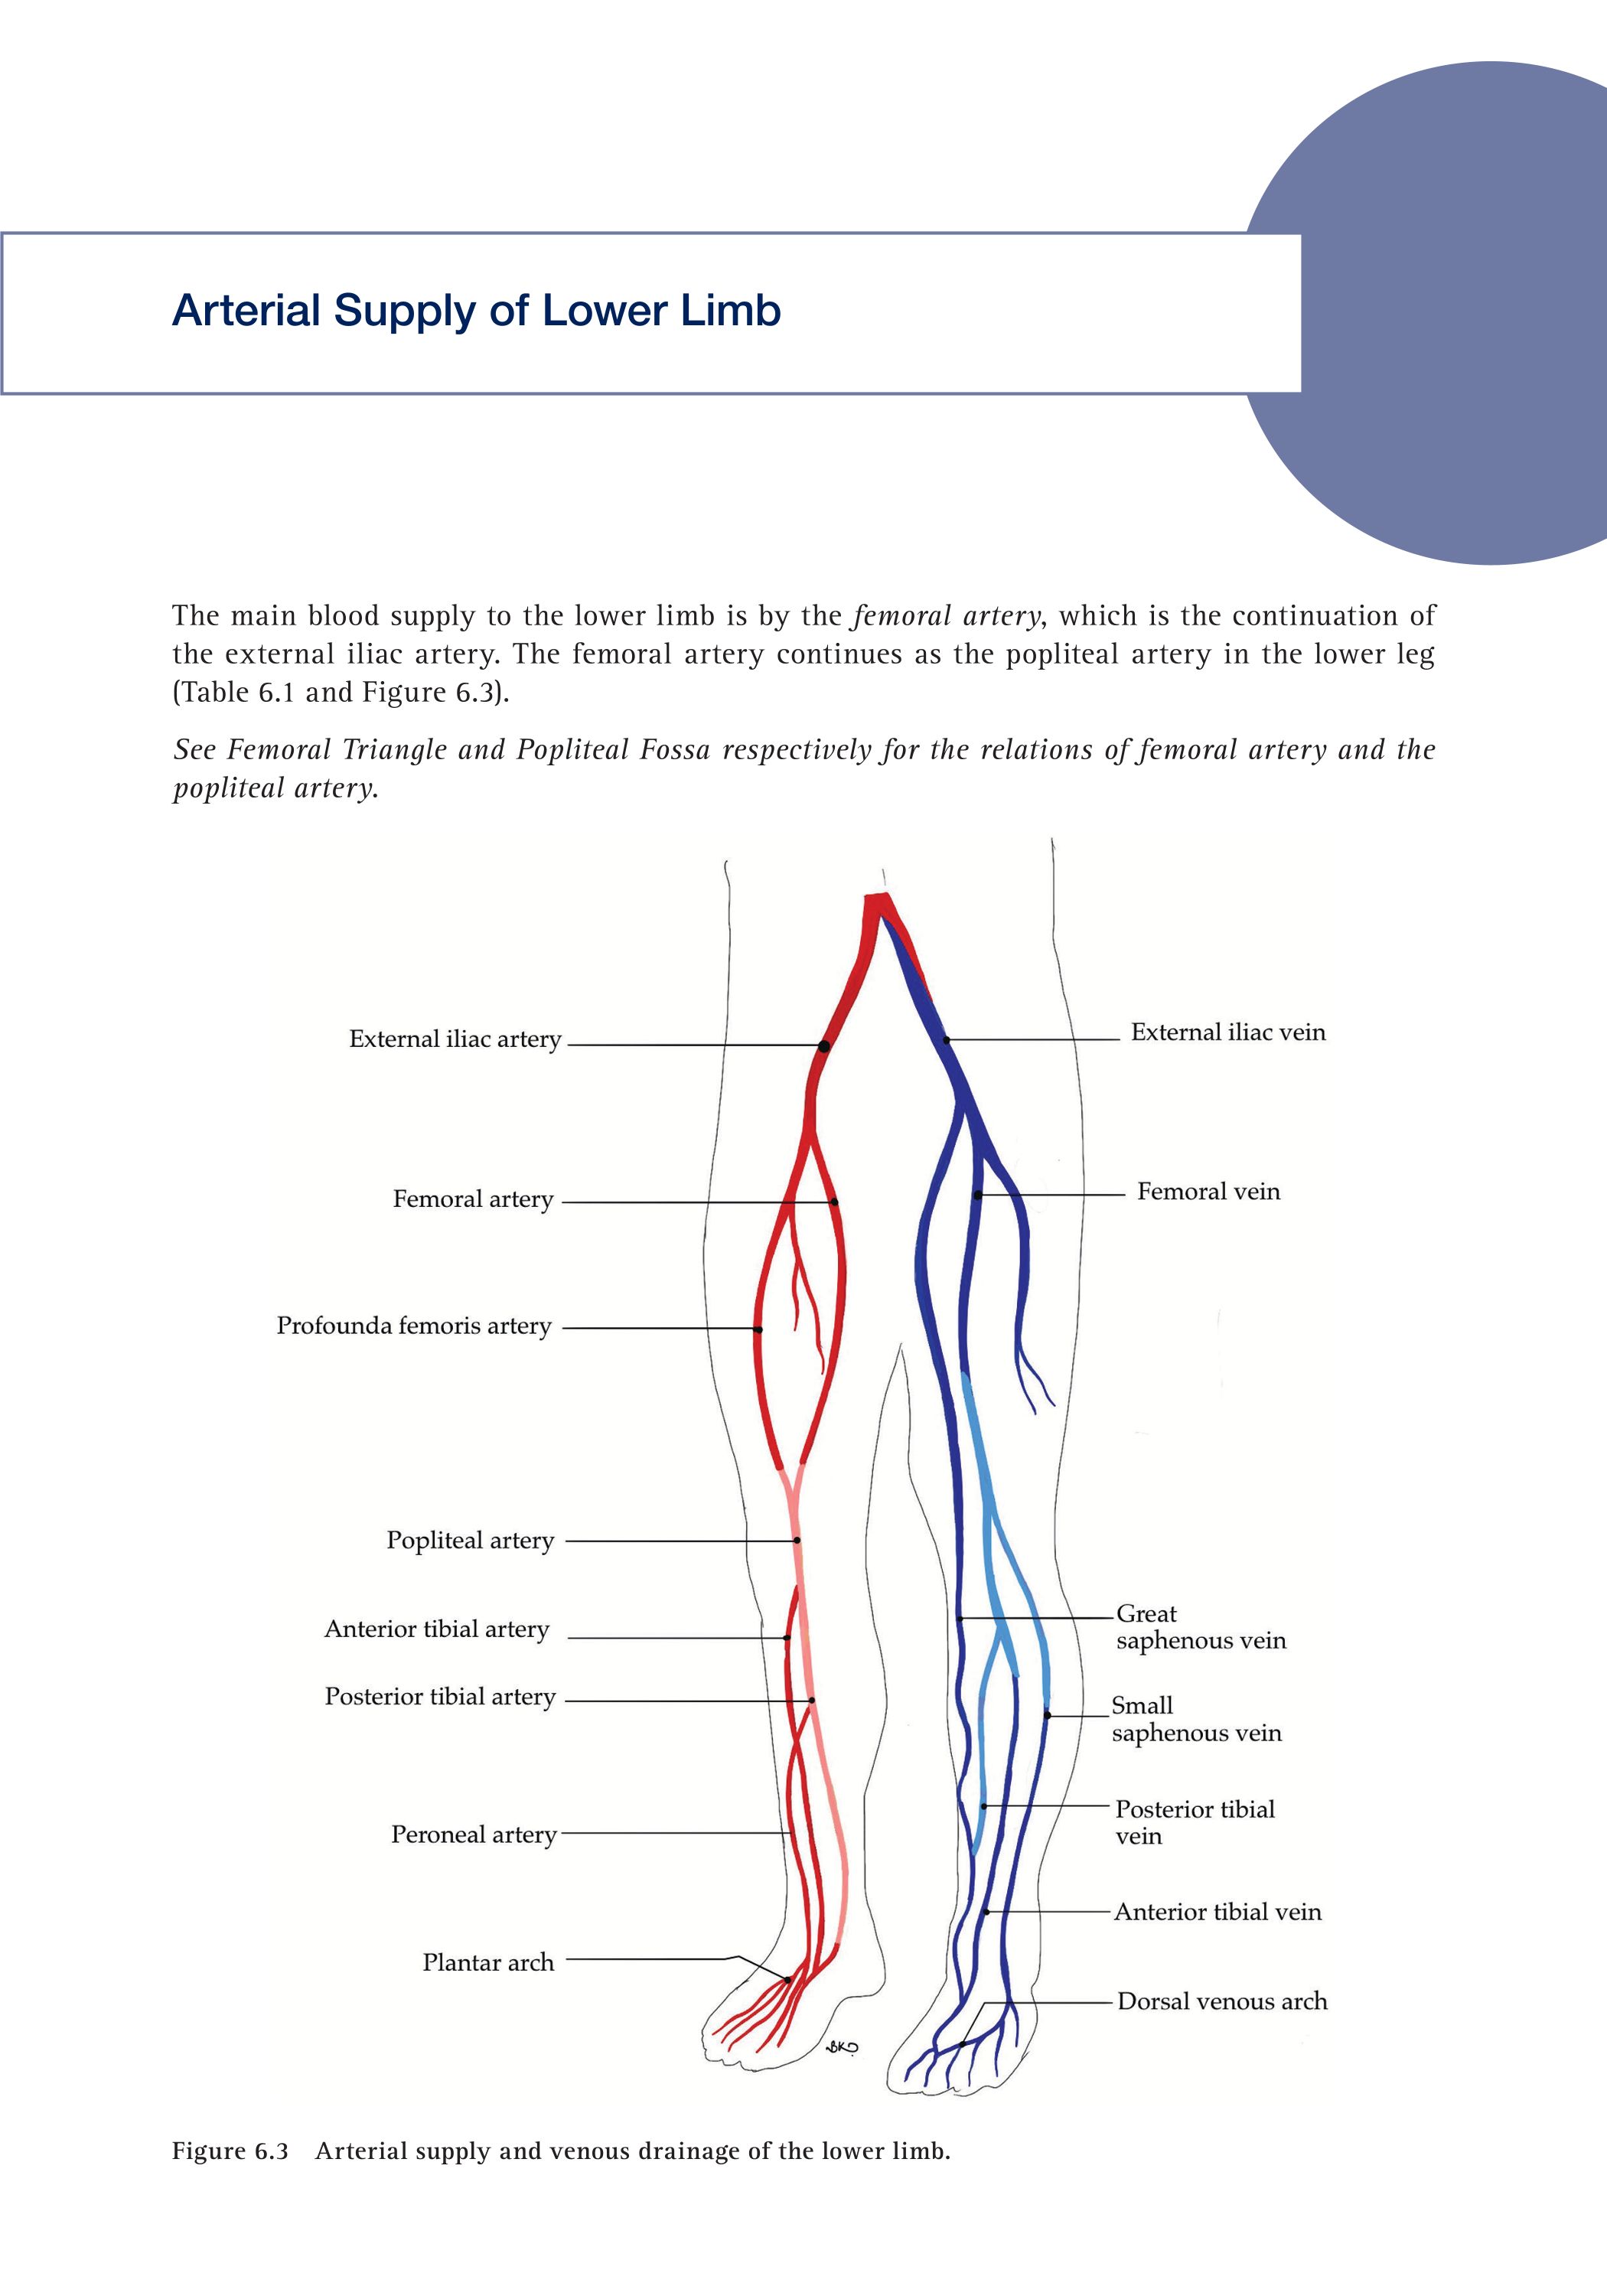 Arterial Supply of Lower Limb
The main blood supply to the lower limb is by the femoral artery, which is the continuation of
the external iliac artery. The femoral artery continues as the popliteal artery in the lower leg
(Table 6.1 and Figure 6.3).
See Femoral Triangle and Popliteal Fossa respectively for the relations of femoral artery and the
popliteal artery.
External iliac artery
External iliac vein
Femoral artery
Femoral vein
Profounda femoris artery
Popliteal artery
Anterior tibial artery
Great
saphenous vein
Posterior tibial artery
Small
saphenous vein
Peroneal artery
Posterior tibial
vein
Anterior tibial vein
Plantar arch
Dorsal venous arch
Figure 6.3 Arterial supply and venous drainage of the lower limb.